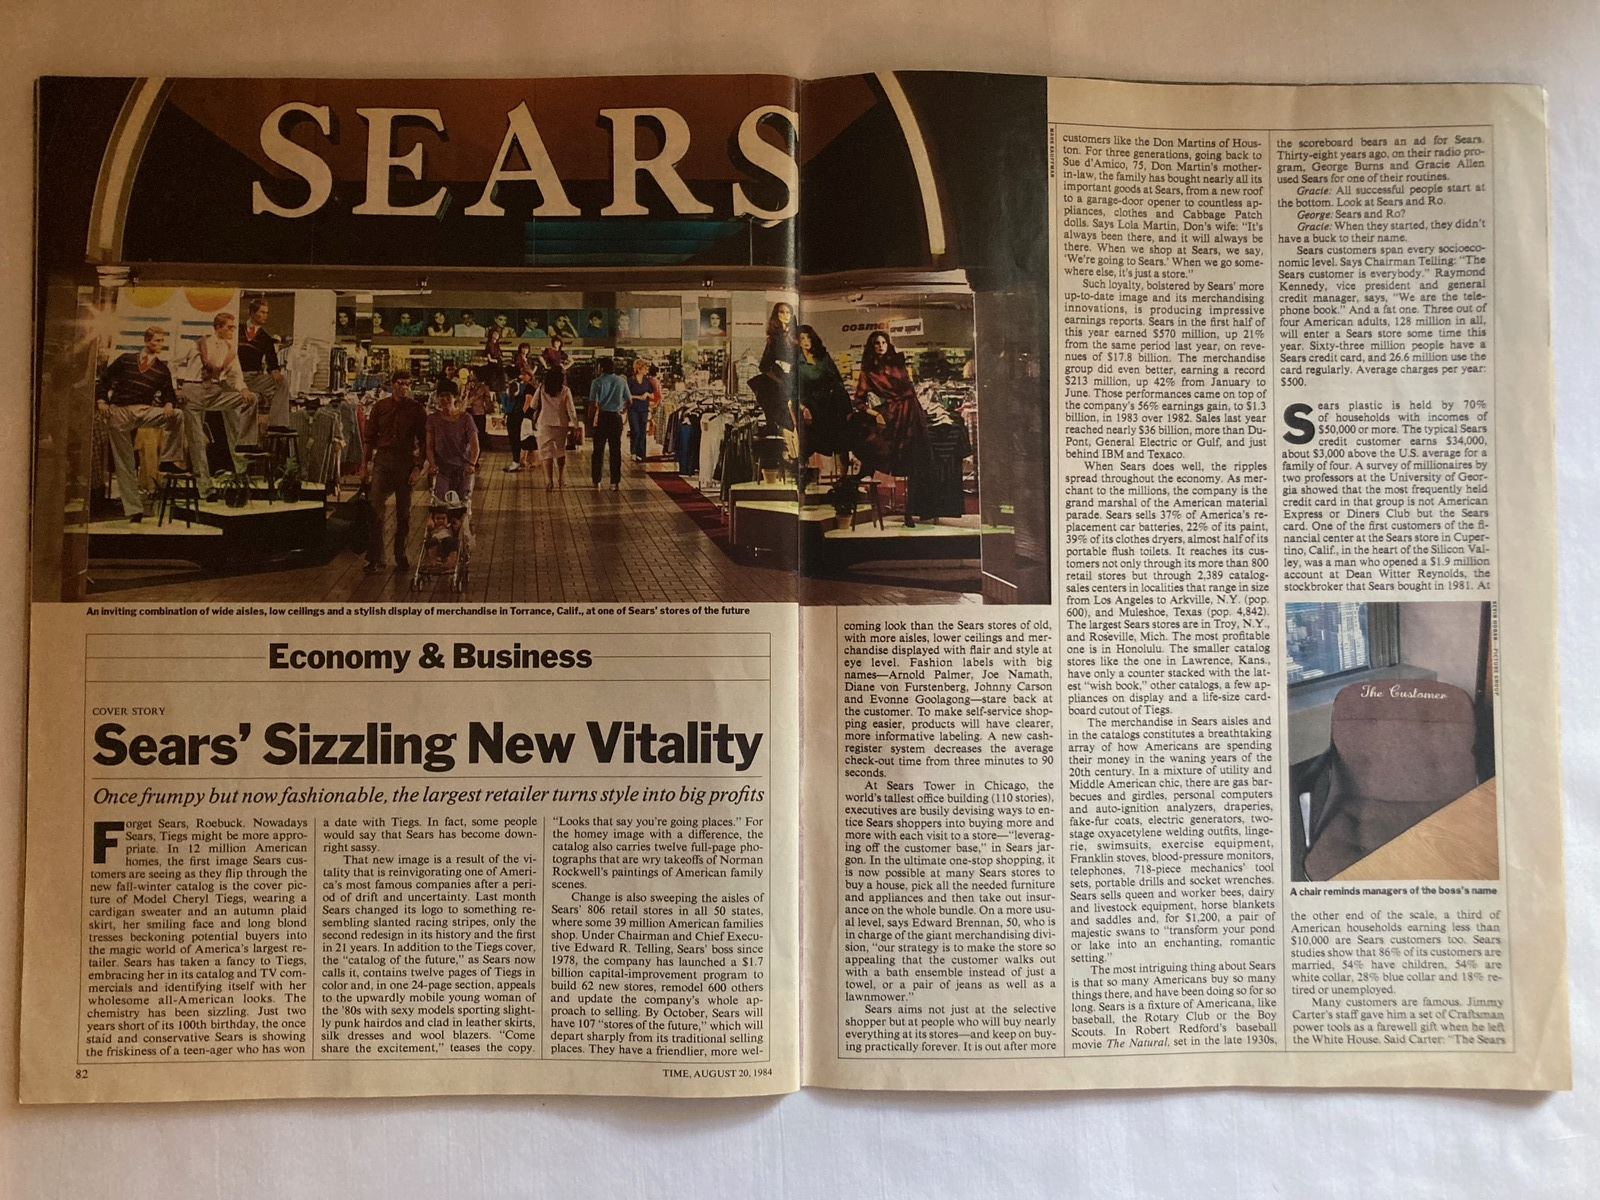 SEARS
cosme
An inviting combination of wide aisles, low ceilings and a stylish display of merchandise in Torrance, Calif., at one of Sears' stores of the future
Economy & Business
COVER STORY
Sears' Sizzling New Vitality
Once frumpy but now fashionable, the largest retailer turns style into big profits
Forget Sears, Roebuck. Nowadays
Sears, Tiegs might be more appro-
priate. In 12 million American
homes, the first image Sears cus-
tomers are seeing as they flip through the
new fall-winter catalog is the cover pic-
ture of Model Cheryl Tiegs, wearing a
cardigan sweater and an autumn plaid
skirt, her smiling face and long blond
tresses beckoning potential buyers into
the magic world of America's largest re-
tailer. Sears has taken a fancy to Tiegs,
embracing her in its catalog and TV com-
mercials and identifying itself with her
wholesome all-American looks. The
chemistry has been sizzling. Just two
years short of its 100th birthday, the once
staid and conservative Sears is showing
the friskiness of a teen-ager who has won
a date with Tiegs. In fact, some people
would say that Sears has become down-
right sassy.
That new image is a result of the vi-
tality that is reinvigorating one of Ameri-
ca's most famous companies after a peri-
od of drift and uncertainty. Last month
Sears changed its logo to something re-
sembling slanted racing stripes, only the
second redesign in its history and the first
in 21 years. In addition to the Tiegs cover,
the "catalog of the future," as Sears now
calls it, contains twelve pages of Tiegs in
color and, in one 24-page section, appeals
to the upwardly mobile young woman of
the '80s with sexy models sporting slight-
ly punk hairdos and clad in leather skirts,
silk dresses and wool blazers. "Come
share the excitement," teases the copy.
"Looks that say you're going places." For
the homey image with a difference, the
catalog also carries twelve full-page pho-
tographs that are wry takeoffs of Norman
Rockwell's paintings of American family
scenes.
Change is also sweeping the aisles of
Sears' 806 retail stores in all 50 states,
where some 39 million American families
shop. Under Chairman and Chief Execu-
tive Edward R. Telling, Sears' boss since
1978, the company has launched a $1.7
billion capital-improvement program to
build 62 new stores, remodel 600 others
and update the company's whole ap-
proach to selling. By October, Sears will
have 107 "stores of the future," which will
depart sharply from its traditional selling
places. They have a friendlier, more wel-
82
TIME, AUGUST 20, 1984
coming look than the Sears stores of old,
with more aisles, lower ceilings and mer-
chandise displayed with flair and style at
eye level. Fashion labels with big
names—Arnold Palmer, Joe Namath,
Diane von Furstenberg, Johnny Carson
and Evonne Goolagong—stare back at
the customer. To make self-service shop-
ping easier, products will have clearer,
more informative labeling. A new cash-
register system decreases the average
check-out time from three minutes to 90
seconds.
At Sears Tower in Chicago, the
world's tallest office building (110 stories),
executives are busily devising ways to en-
tice Sears shoppers into buying more and
more with each visit to a store—"leverag-
ing off the customer base," in Sears jar-
gon. In the ultimate one-stop shopping, it
is now possible at many Sears stores to
buy a house, pick all the needed furniture
and appliances and then take out insur-
ance on the whole bundle. On a more usu-
al level, says Edward Brennan, 50, who is
in charge of the giant merchandising divi-
sion, "our strategy is to make the store so
appealing that the customer walks out
with a bath ensemble instead of just a
towel, or a pair of jeans as well as a
lawnmower."
Sears aims not just at the selective
shopper but at people who will buy nearly
everything at its stores—and keep on buy-
ing practically forever. It is out after more
MARK KAUFFMAN
customers like the Don Martins of Hous-
ton. For three generations, going back to
Sue d'Amico, 75, Don Martin's mother-
in-law, the family has bought nearly all its
important goods at Sears, from a new roof
to a garage-door opener to countless ap-
pliances, clothes and Cabbage Patch
dolls. Says Lola Martin, Don's wife: "It's
always been there, and it will always be
there. When we shop at Sears, we say,
'We're going to Sears.' When we go some-
where else, it's just a store."
Such loyalty, bolstered by Sears' more
up-to-date image and its merchandising
innovations, is producing impressive
earnings reports. Sears in the first half of
this year earned $570 million, up 21%
from the same period last year, on reve-
nues of $17.8 billion. The merchandise
group did even better, earning a record
$213 million, up 42% from January to
June. Those performances came on top of
the company's 56% earnings gain, to $1.3
billion, in 1983 over 1982. Sales last year
reached nearly $36 billion, more than Du-
Pont, General Electric or Gulf, and just
behind IBM and Texaco.
When Sears does well, the ripples
spread throughout the economy. As mer-
chant to the millions, the company is the
grand marshal of the American material
parade. Sears sells 37% of America's re-
placement car batteries, 22% of its paint,
39% of its clothes dryers, almost half of its
portable flush toilets. It reaches its cus-
tomers not only through its more than 800
retail stores but through 2,389 catalog-
sales centers in localities that range in size
from Los Angeles to Arkville, N.Y. (pop.
600), and Muleshoe, Texas (pop. 4,842).
The largest Sears stores are in Troy, N.Y.,
and Roseville, Mich. The most profitable
one is in Honolulu. The smaller catalog
stores like the one in Lawrence, Kans.,
have only a counter stacked with the lat-
est "wish book," other catalogs, a few ap-
pliances on display and a life-size card-
board cutout of Tiegs.
The merchandise in Sears aisles and
in the catalogs constitutes a breathtaking
array of how Americans are spending
their money in the waning years of the
20th century. In a mixture of utility and
Middle American chic, there are gas bar-
becues and girdles, personal computers
and auto-ignition analyzers, draperies,
fake-fur coats, electric generators, two-
stage oxyacetylene welding outfits, linge-
rie, swimsuits, exercise equipment,
Franklin stoves, blood-pressure monitors,
telephones, 718-piece mechanics' tool
sets, portable drills and socket wrenches.
Sears sells queen and worker bees, dairy
and livestock equipment, horse blankets
and saddles and, for $1,200, a pair of
majestic swans to "transform your pond
or lake into an enchanting, romantic
setting."
The most intriguing thing about Sears
is that so many Americans buy so many
things there, and have been doing so for so
long. Sears is a fixture of Americana, like
baseball, the Rotary Club or the Boy
Scouts. In Robert Redford's baseball
movie The Natural, set in the late 1930s,
the scoreboard bears an ad for Sears.
Thirty-eight years ago, on their radio pro-
gram, George Burns and Gracie Allen
used Sears for one of their routines.
Gracie: All successful people start at
the bottom. Look at Sears and Ro.
George: Sears and Ro?
Gracie: When they started, they didn't
have a buck to their name.
Sears customers span every socioeco-
nomic level. Says Chairman Telling: "The
Sears customer is everybody." Raymond
Kennedy, vice president and general
credit manager, says, "We are the tele-
phone book." And a fat one. Three out of
four American adults, 128 million in all,
will enter a Sears store some time this
year. Sixty-three million people have a
Sears credit card, and 26.6 million use the
card regularly. Average charges per year:
$500.
Sears plastic is held by 70%
of households with incomes of
$50,000 or more. The typical Sears
credit customer earns $34,000,
about $3,000 above the U.S. average for a
family of four. A survey of millionaires by
two professors at the University of Geor-
gia showed that the most frequently held
credit card in that group is not American
Express or Diners Club but the Sears
card. One of the first customers of the fi-
nancial center at the Sears store in Cuper-
tino, Calif., in the heart of the Silicon Val-
ley, was a man who opened a $1.9 million
account at Dean Witter Reynolds, the
stockbroker that Sears bought in 1981. At
The Customer
A chair reminds managers of the boss's name
the other end of the scale, a third of
American households earning less than
$10,000 are Sears customers too. Sears
studies show that 86% of its customers are
married, 54% have children, 54% are
white collar, 28% blue collar and 18% re-
tired or unemployed.
Many customers are famous. Jimmy
Carter's staff gave him a set of Craftsman
power tools as a farewell gift when he left
the White House. Said Carter: "The Sears